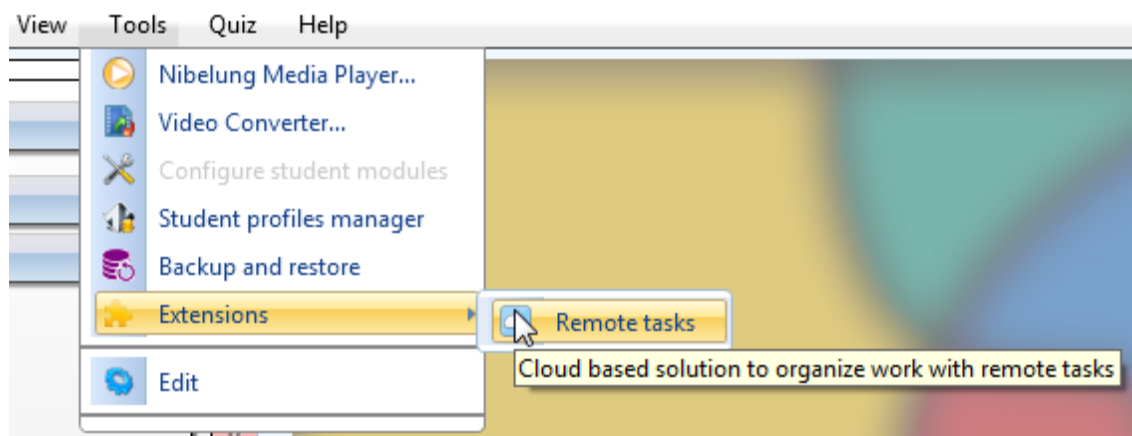 View Tools Quiz Help
Nibelung Media Player...
Video Converter...
Configure student modules
Student profiles manager
Backup and restore
Extensions
Remote tasks
Cloud based solution to organize work with remote tasks
Edit